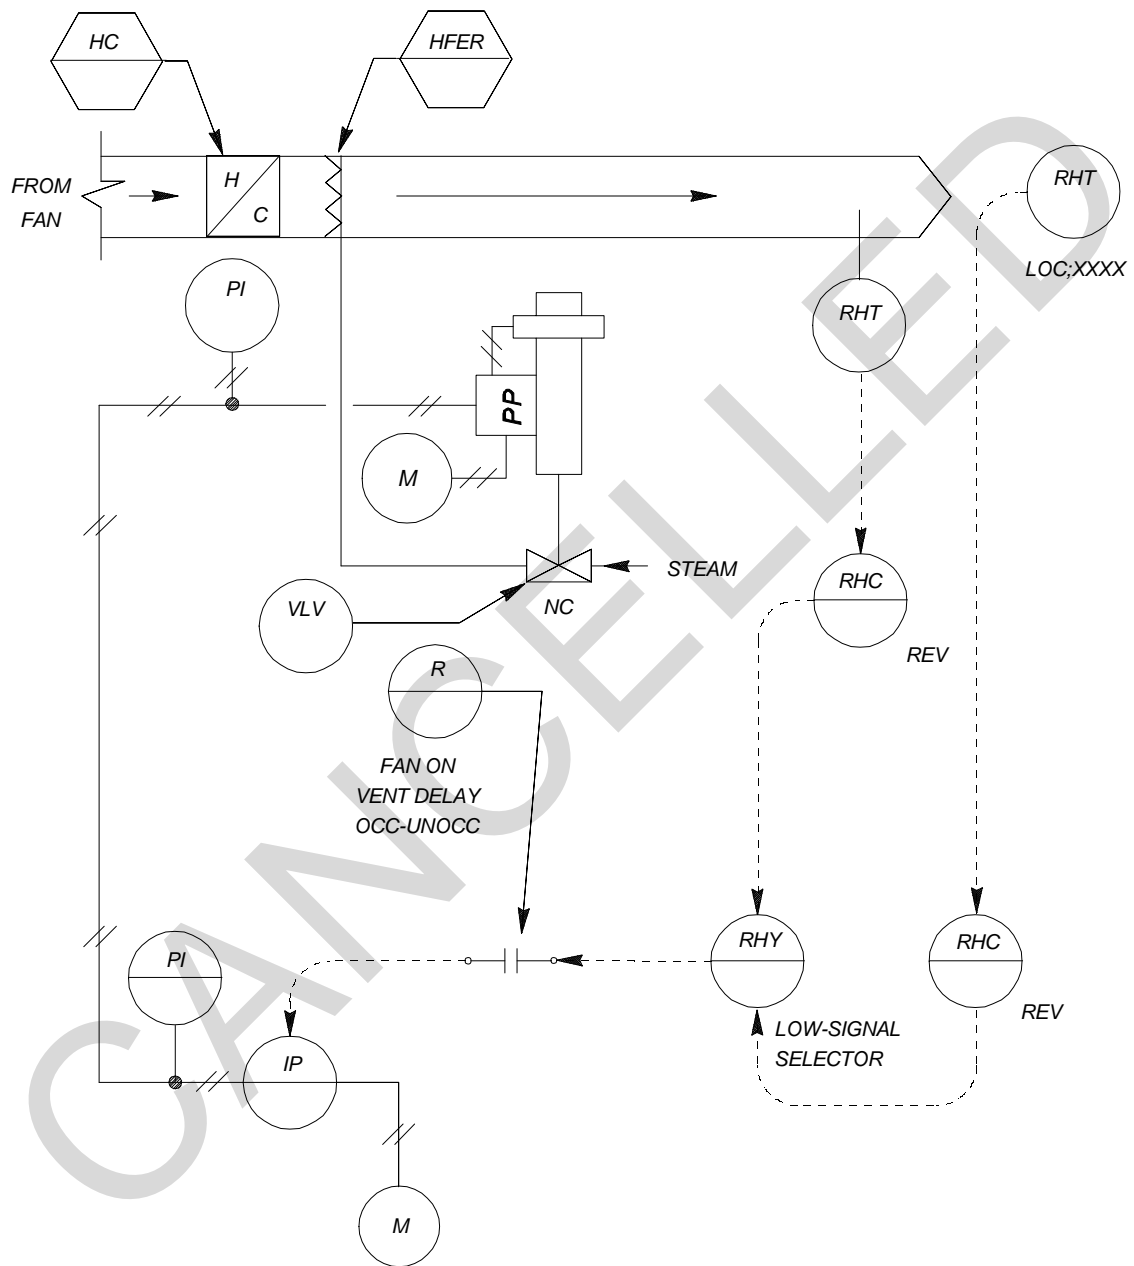 HC
HFER
H
C
FROM
FAN
RHT
LOC;XXXX
PI
RHT
PP
M
STEAM
RHC
VLV
NC
REV
R
FAN ON
VENT DELAY
OCC-UNOCC
PI
RHY
RHC
REV
LOW-SIGNAL
SELECTOR
IP
M
CANCELLED